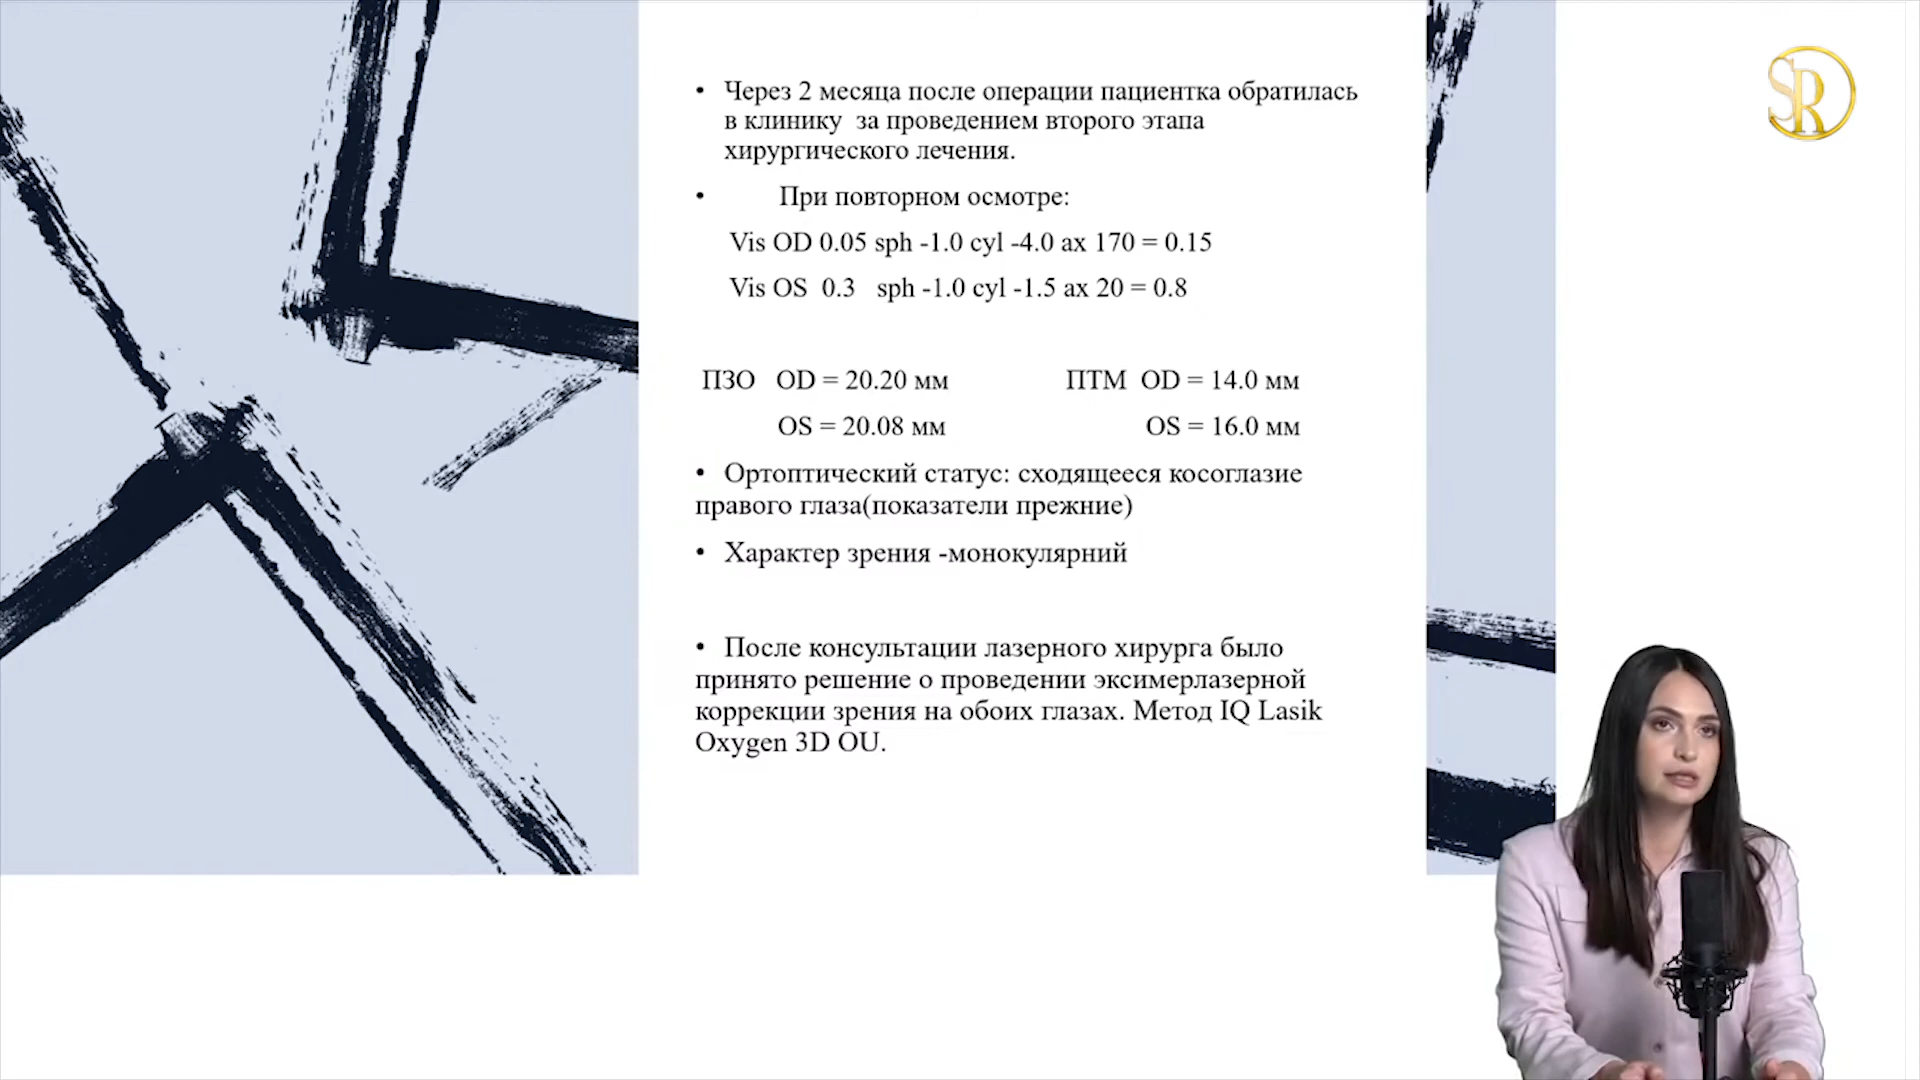 SR
• Через 2 месяца после операции пациентка обратилась
в клинику за проведением второго этапа
хирургического лечения.
• При повторном осмотре:
Vis OD 0.05 sph -1.0 cyl -4.0 ax 170 = 0.15
Vis OS 0.3 sph -1.0 cyl -1.5 ax 20 = 0.8
ПЗО OD = 20.20 мм ПТМ OD = 14.0 мм
OS = 20.08 мм OS = 16.0 мм
• Ортоптический статус: сходящееся косоглазие
правого глаза(показатели прежние)
• Характер зрения -монокулярний
• После консультации лазерного хирурга было
принято решение о проведении эксимерлазерной
коррекции зрения на обоих глазах. Метод IQ Lasik
Oxygen 3D OU.